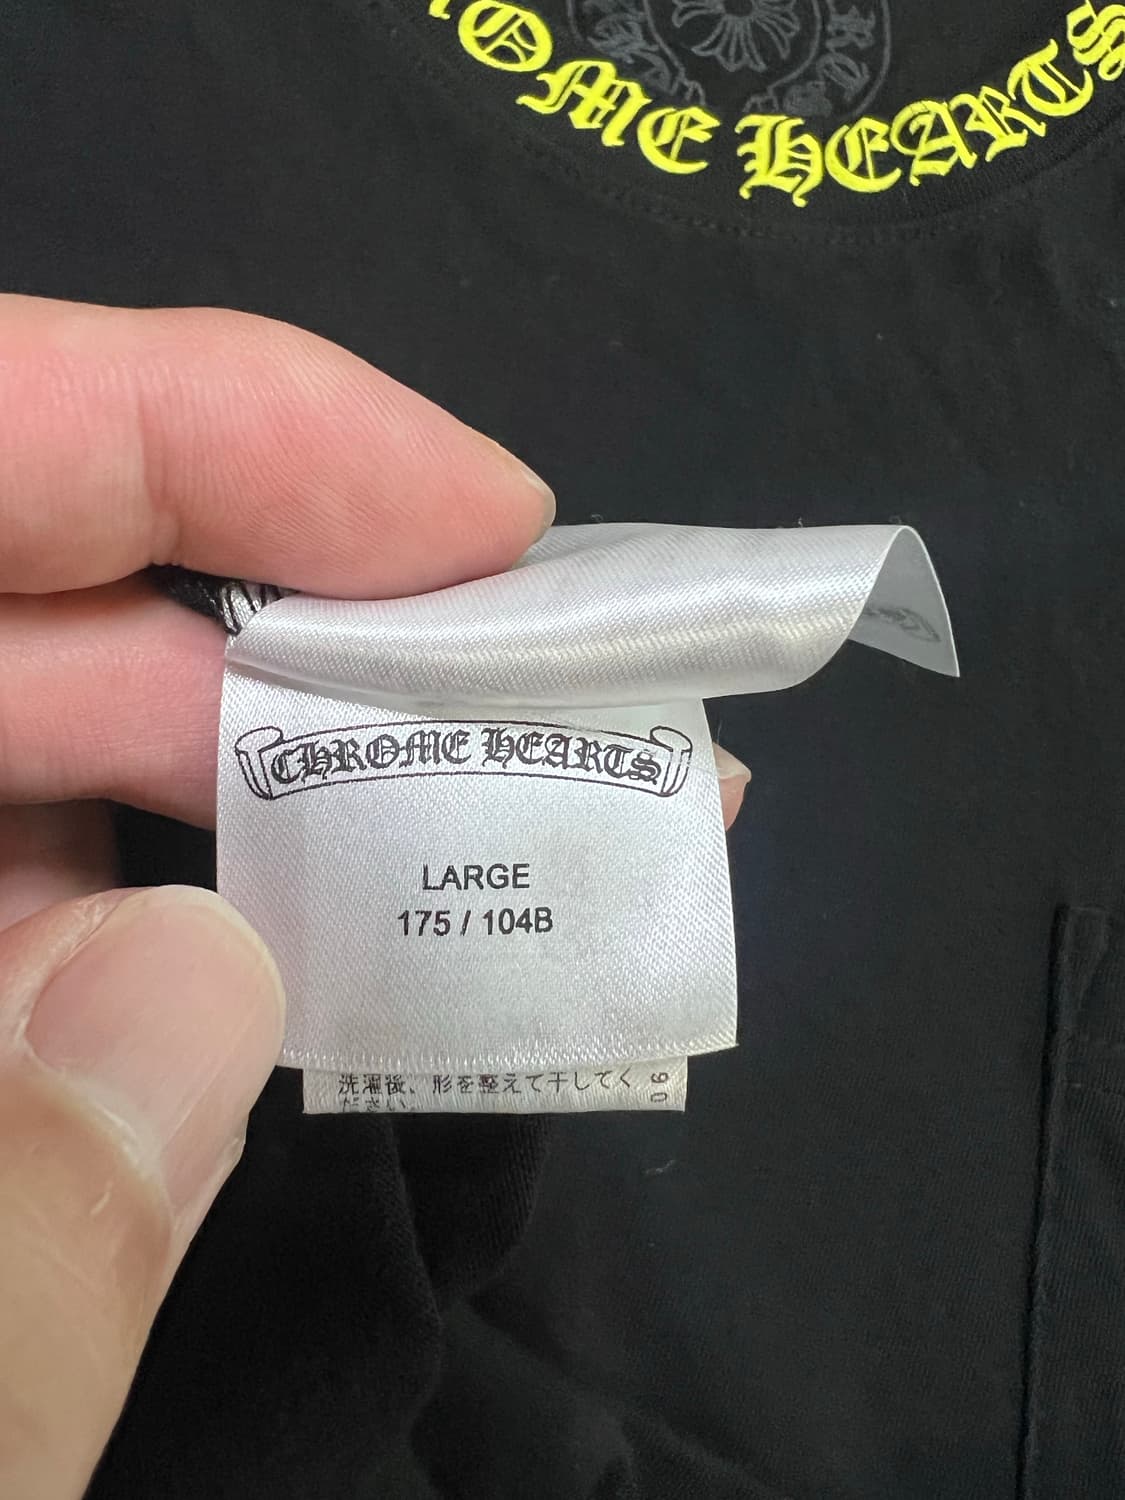 OME HEARTS
CHROME HEARTS
LARGE
175 / 104B
洗濯後、形を整えて干してく
ださい。
06